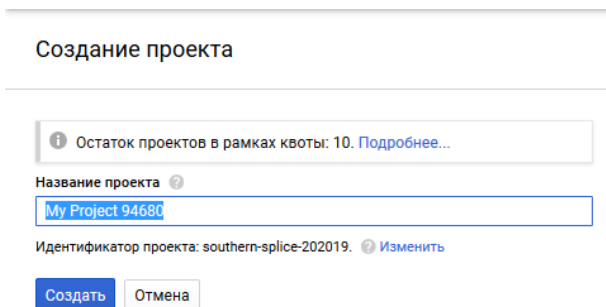 Создание проекта
Остаток проектов в рамках квоты: 10. Подробнее...
Название проекта
My Project 94680
Идентификатор проекта: southern-splice-202019. Изменить
Создать Отмена